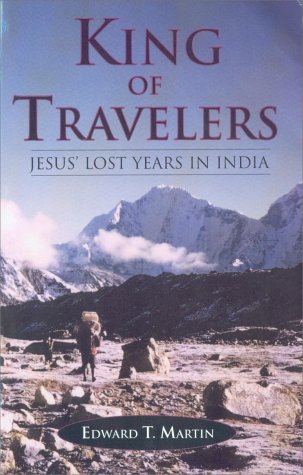 KING
OF
TRAVELERS
JESUS' LOST YEARS IN INDIA
EDWARD T. MARTIN